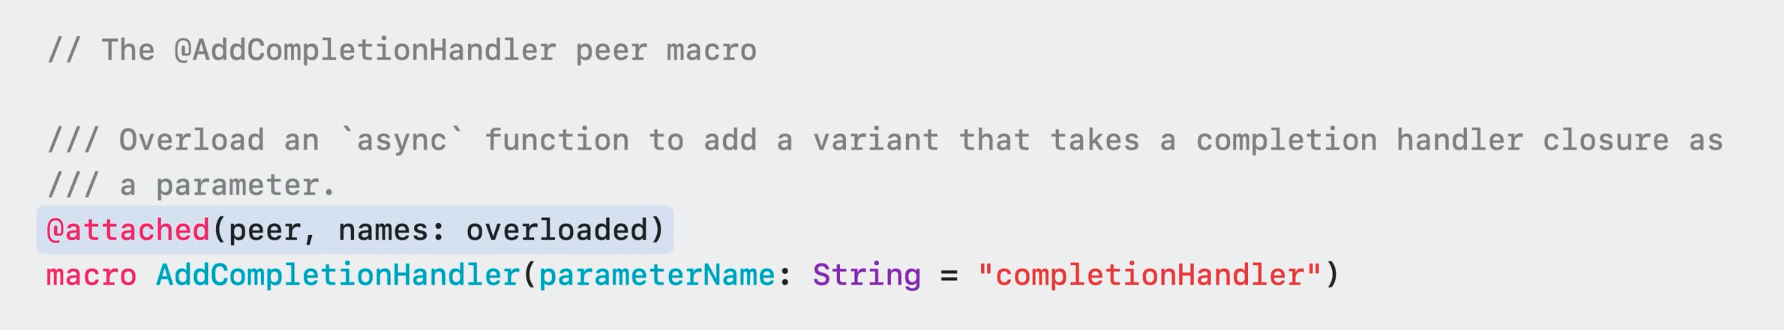 // The @AddCompletionHandler peer macro
/// Overload an `async` function to add a variant that takes a completion handler closure as
/// a parameter.
@attached(peer, names: overloaded)
macro AddCompletionHandler(parameterName: String = "completionHandler")